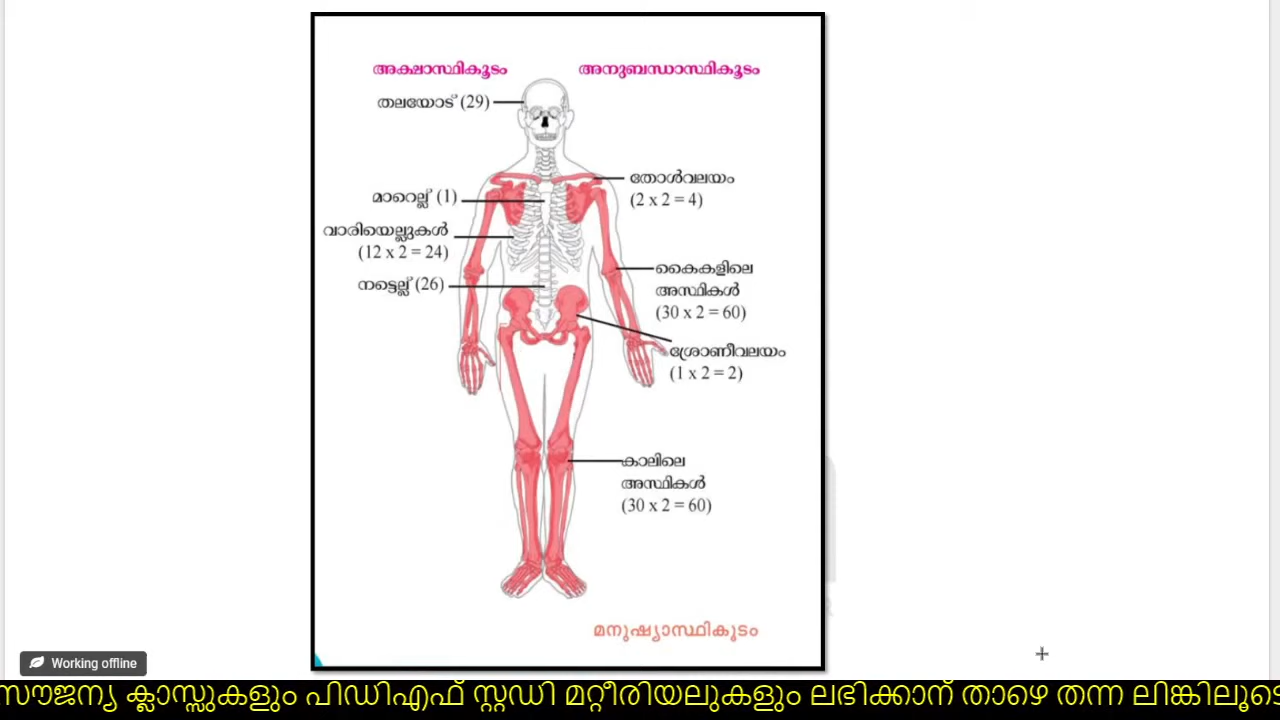 അക്ഷാസ്ഥികൂടം
അനുബന്ധാസ്ഥികൂടം
തലയോട് (29)
മാറെല്ല് (1)
വാരിയെല്ലുകൾ
(12 x 2 = 24)
നട്ടെല്ല് (26)
തോൾവലയം
(2 x 2 = 4)
കൈകളിലെ
അസ്ഥികൾ
(30 x 2 = 60)
ശ്രോണീവലയം
(1 x 2 = 2)
കാലിലെ
അസ്ഥികൾ
(30 x 2 = 60)
മനുഷ്യാസ്ഥികൂടം
Working offline
സൗജന്യ ക്ലാസ്സുകളും പിഡിഎഫ് സ്റ്റഡി മറ്റീരിയലുകളും ലഭിക്കാന് താഴെ തന്ന ലിങ്കിലൂടെ